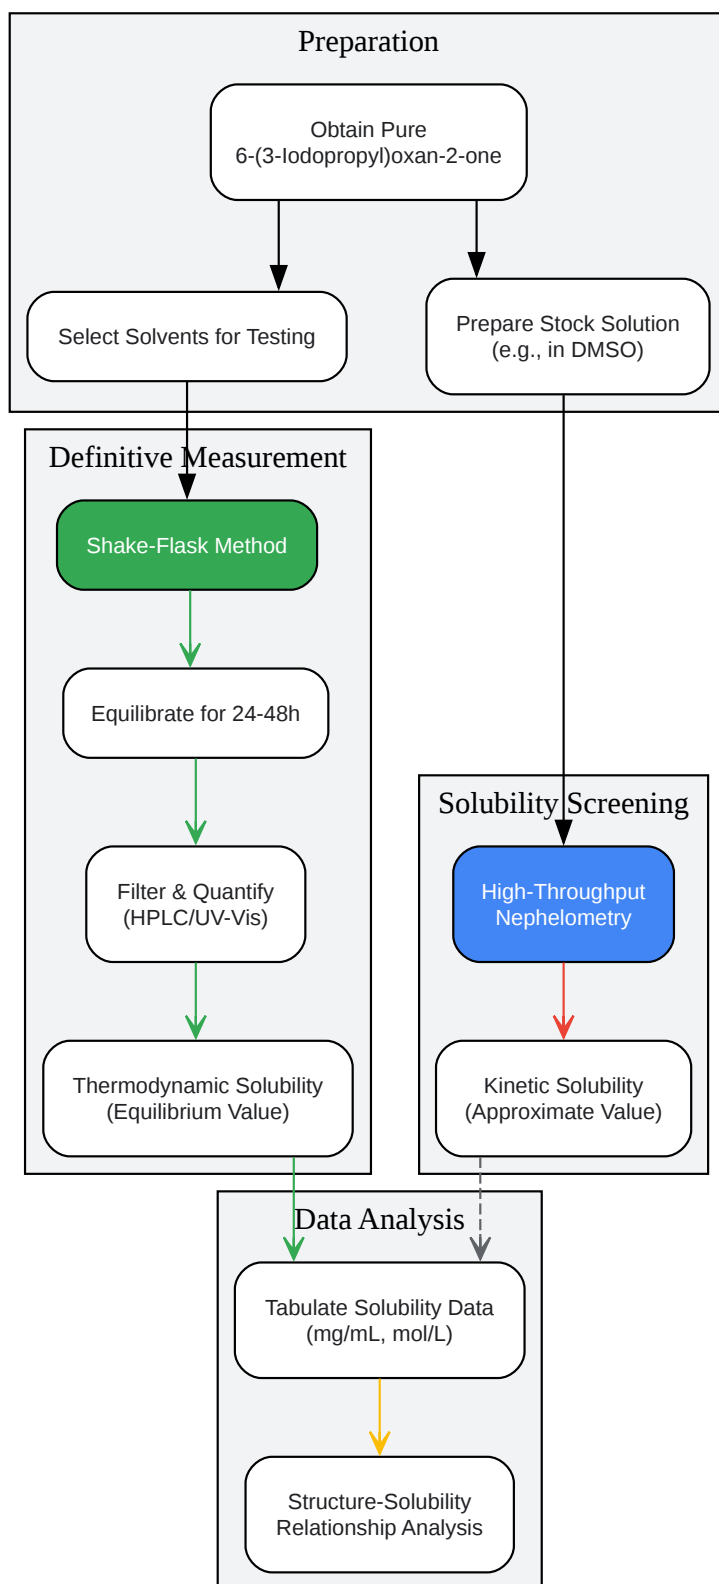 Preparation
Obtain Pure
6-(3-Iodopropyl)oxan-2-one
Select Solvents for Testing
Prepare Stock Solution
(e.g., in DMSO)
Definitive Measurement
Shake-Flask Method
Equilibrate for 24-48h
Filter & Quantify
(HPLC/UV-Vis)
Thermodynamic Solubility
(Equilibrium Value)
Solubility Screening
High-Throughput
Nephelometry
Kinetic Solubility
(Approximate Value)
Data Analysis
Tabulate Solubility Data
(mg/mL, mol/L)
Structure-Solubility
Relationship Analysis